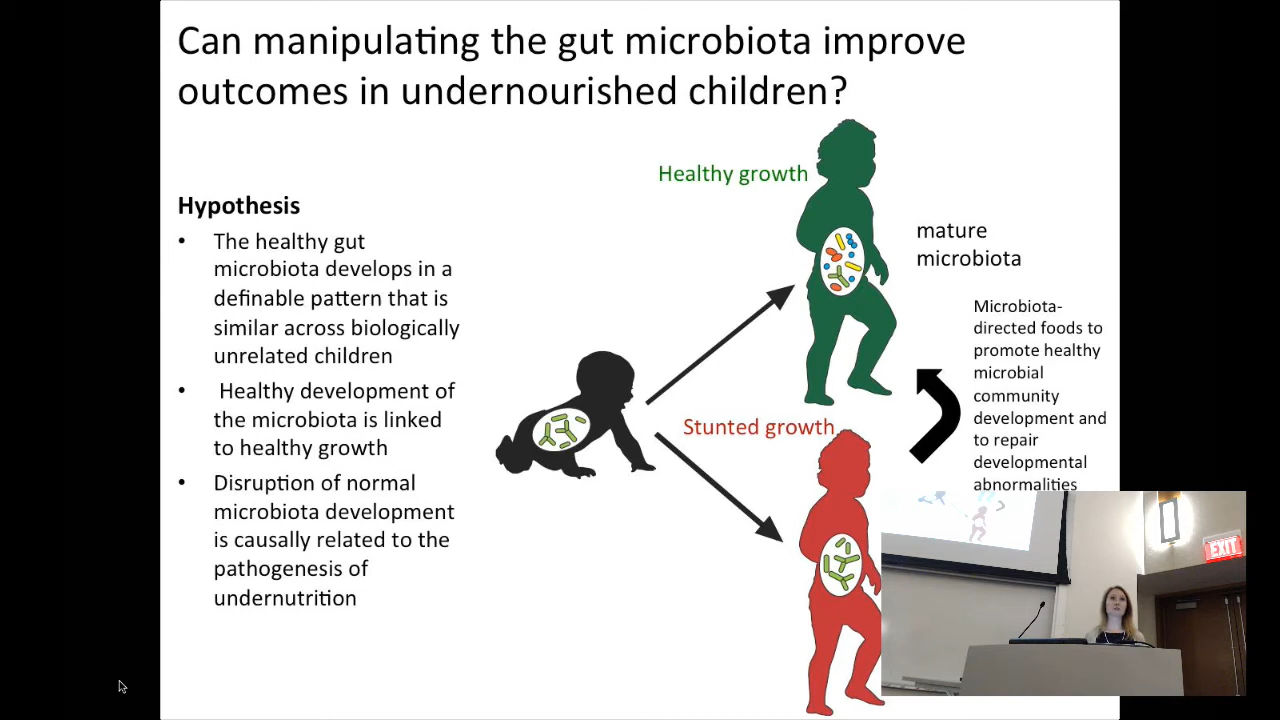 Can manipulating the gut microbiota improve
outcomes in undernourished children?
Hypothesis
• The healthy gut
microbiota develops in a
definable pattern that is
similar across biologically
unrelated children
• Healthy development of
the microbiota is linked
to healthy growth
• Disruption of normal
microbiota development
is causally related to the
pathogenesis of
undernutrition
Healthy growth
mature
microbiota
Microbiota-
directed foods to
promote healthy
microbial
community
development and
to repair
developmental
abnormalities
Stunted growth
EXIT